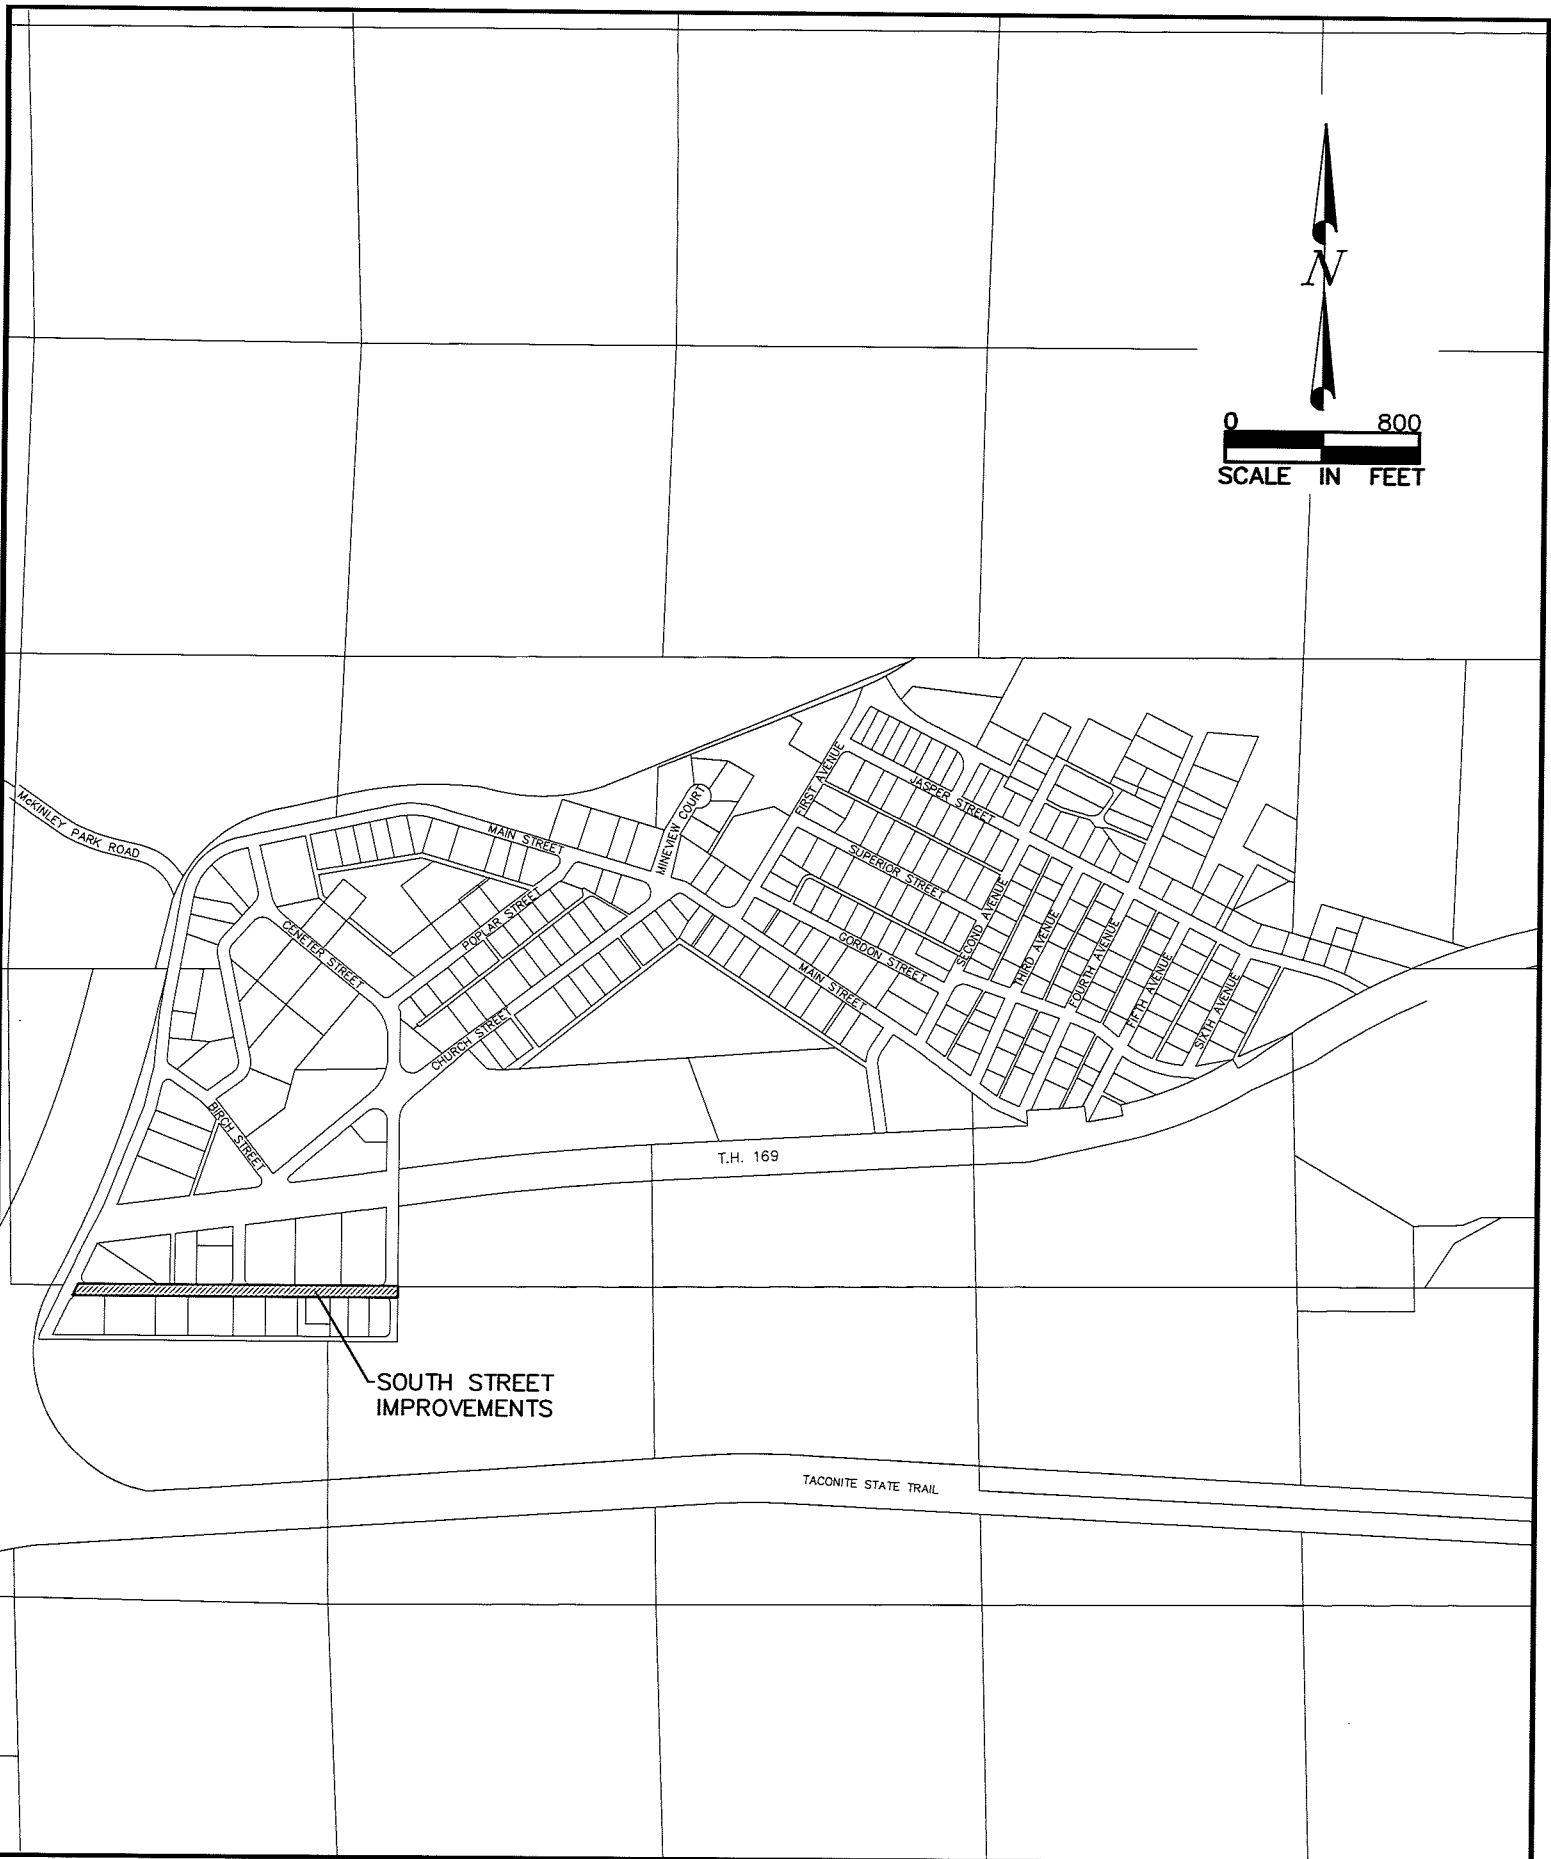 N
0 800
SCALE IN FEET
McKINLEY PARK ROAD
MAIN STREET
MINEVIEW COURT
FIRST AVENUE
JASPER STREET
SUPERIOR STREET
POPLAR STREET
CENETER STREET
GORDON STREET
SECOND AVENUE
THIRD AVENUE
FOURTH AVENUE
FIFTH AVENUE
SIXTH AVENUE
MAIN STREET
CHURCH STREET
BIRCH STREET
T.H. 169
SOUTH STREET
IMPROVEMENTS
TACONITE STATE TRAIL